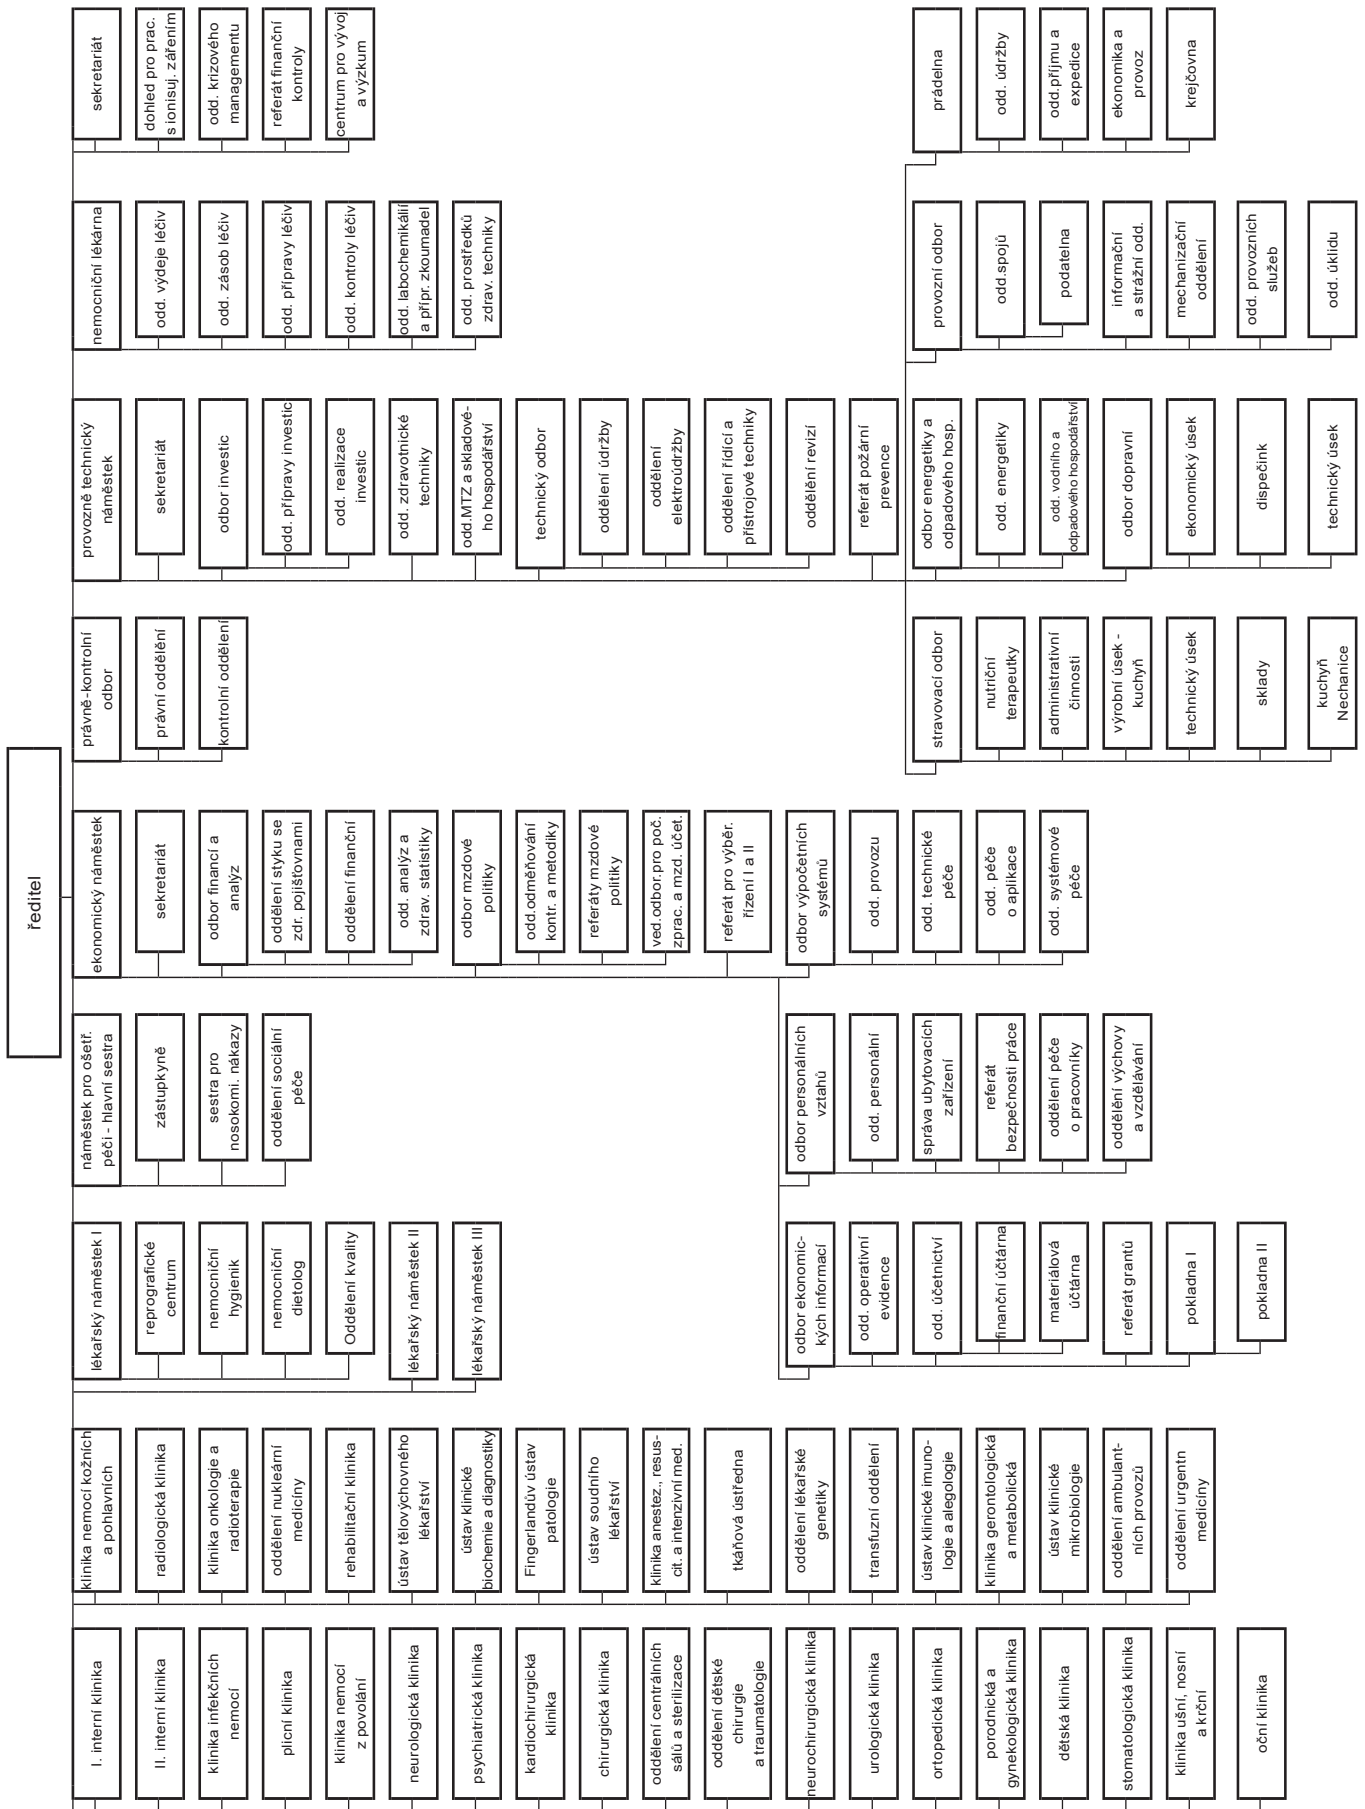 ředitel
I. interní klinika
II. interní klinika
klinika infekčních
nemocí
plicní klinika
klinika nemocí
z povolání
neurologická klinika
psychiatrická klinika
kardiochirurgická
klinika
chirurgická klinika
oddělení centrálních
sálů a sterilizace
oddělení dětské
chirurgie
a traumatologie
neurochirurgická klinika
urologická klinika
ortopedická klinika
porodnická a
gynekologická klinika
dětská klinika
stomatologická klinika
klinika ušní, nosní
a krční
oční klinika
klinika nemocí kožních
a pohlavních
radiologická klinika
klinika onkologie a
radioterapie
oddělení nukleární
medicíny
rehabilitační klinika
ústav tělovýchovného
lékařství
ústav klinické
biochemie a diagnostiky
Fingerlandův ústav
patologie
ústav soudního
lékařství
klinika anestez., resus-
cit. a intenzivní med.
tkáňová ústředna
oddělení lékařské
genetiky
transfuzní oddělení
ústav klinické imuno-
logie a alegologie
klinika gerontologická
a metabolická
ústav klinické
mikrobiologie
oddělení ambulant-
ních provozů
oddělení urgentn
medicíny
lékařský náměstek I
reprografické
centrum
nemocniční
hygienik
nemocniční
dietolog
Oddělení kvality
lékařský náměstek II
lékařský náměstek III
náměstek pro ošetř.
péči - hlavní sestra
zástupkyně
sestra pro
nosokomi. nákazy
oddělení sociální
péče
ekonomický náměstek
sekretariát
odbor financí a
analýz
oddělení styku se
zdr. pojišťovnami
oddělení finanční
odd. analýz a
zdrav. statistiky
odbor mzdové
politiky
odd.odměňování
kontr. a metodiky
referáty mzdové
politiky
ved.odbor.pro poč.
zprac. a mzd. účet.
referát pro výběr.
řízení I a II
odbor výpočetních
systémů
odd. provozu
odd. technické
péče
odd. péče
o aplikace
odd. systémové
péče
odbor personálních
vztahů
odd. personální
správa ubytovacích
zařízení
referát
bezpečnosti práce
oddělení péče
o pracovníky
oddělení výchovy
a vzdělávání
odbor ekonomic-
kých informací
odd. operativní
evidence
odd. účetnictví
finanční účtárna
materiálová
účtárna
referát grantů
pokladna I
pokladna II
právně-kontrolní
odbor
právní oddělení
kontrolní oddělení
provozně technický
náměstek
sekretariát
odbor investic
odd. přípravy investic
odd. realizace
investic
odd. zdravotnické
techniky
odd.MTZ a skladové-
ho hospodářství
technický odbor
oddělení údržby
oddělení
elektroúdržby
oddělení řídící a
přístrojové techniky
oddělění revizí
referát požární
prevence
odbor energetiky a
odpadového hosp.
odd. energetiky
odd. vodního a
odpadového hospodářství
odbor dopravní
ekonomický úsek
dispečink
technický úsek
stravovací odbor
nutriční
terapeutky
administrativní
činnosti
výrobní úsek -
kuchyň
technický úsek
sklady
kuchyň
Nechanice
provozní odbor
odd.spojů
podatelna
informační
a strážní odd.
mechanizační
oddělení
odd. provozních
služeb
odd. úklidu
prádelna
odd. údržby
odd.příjmu a
expedice
ekonomika a
provoz
krejčovna
nemocniční lékárna
odd. výdeje léčiv
odd. zásob léčiv
odd. přípravy léčiv
odd. kontroly léčiv
odd. labochemikálií
a přípr. zkoumadel
odd. prostředků
zdrav. techniky
sekretariát
dohled pro prac.
s ionisuj. zářením
odd. krizového
managementu
referát finanční
kontroly
centrum pro vývoj
a výzkum